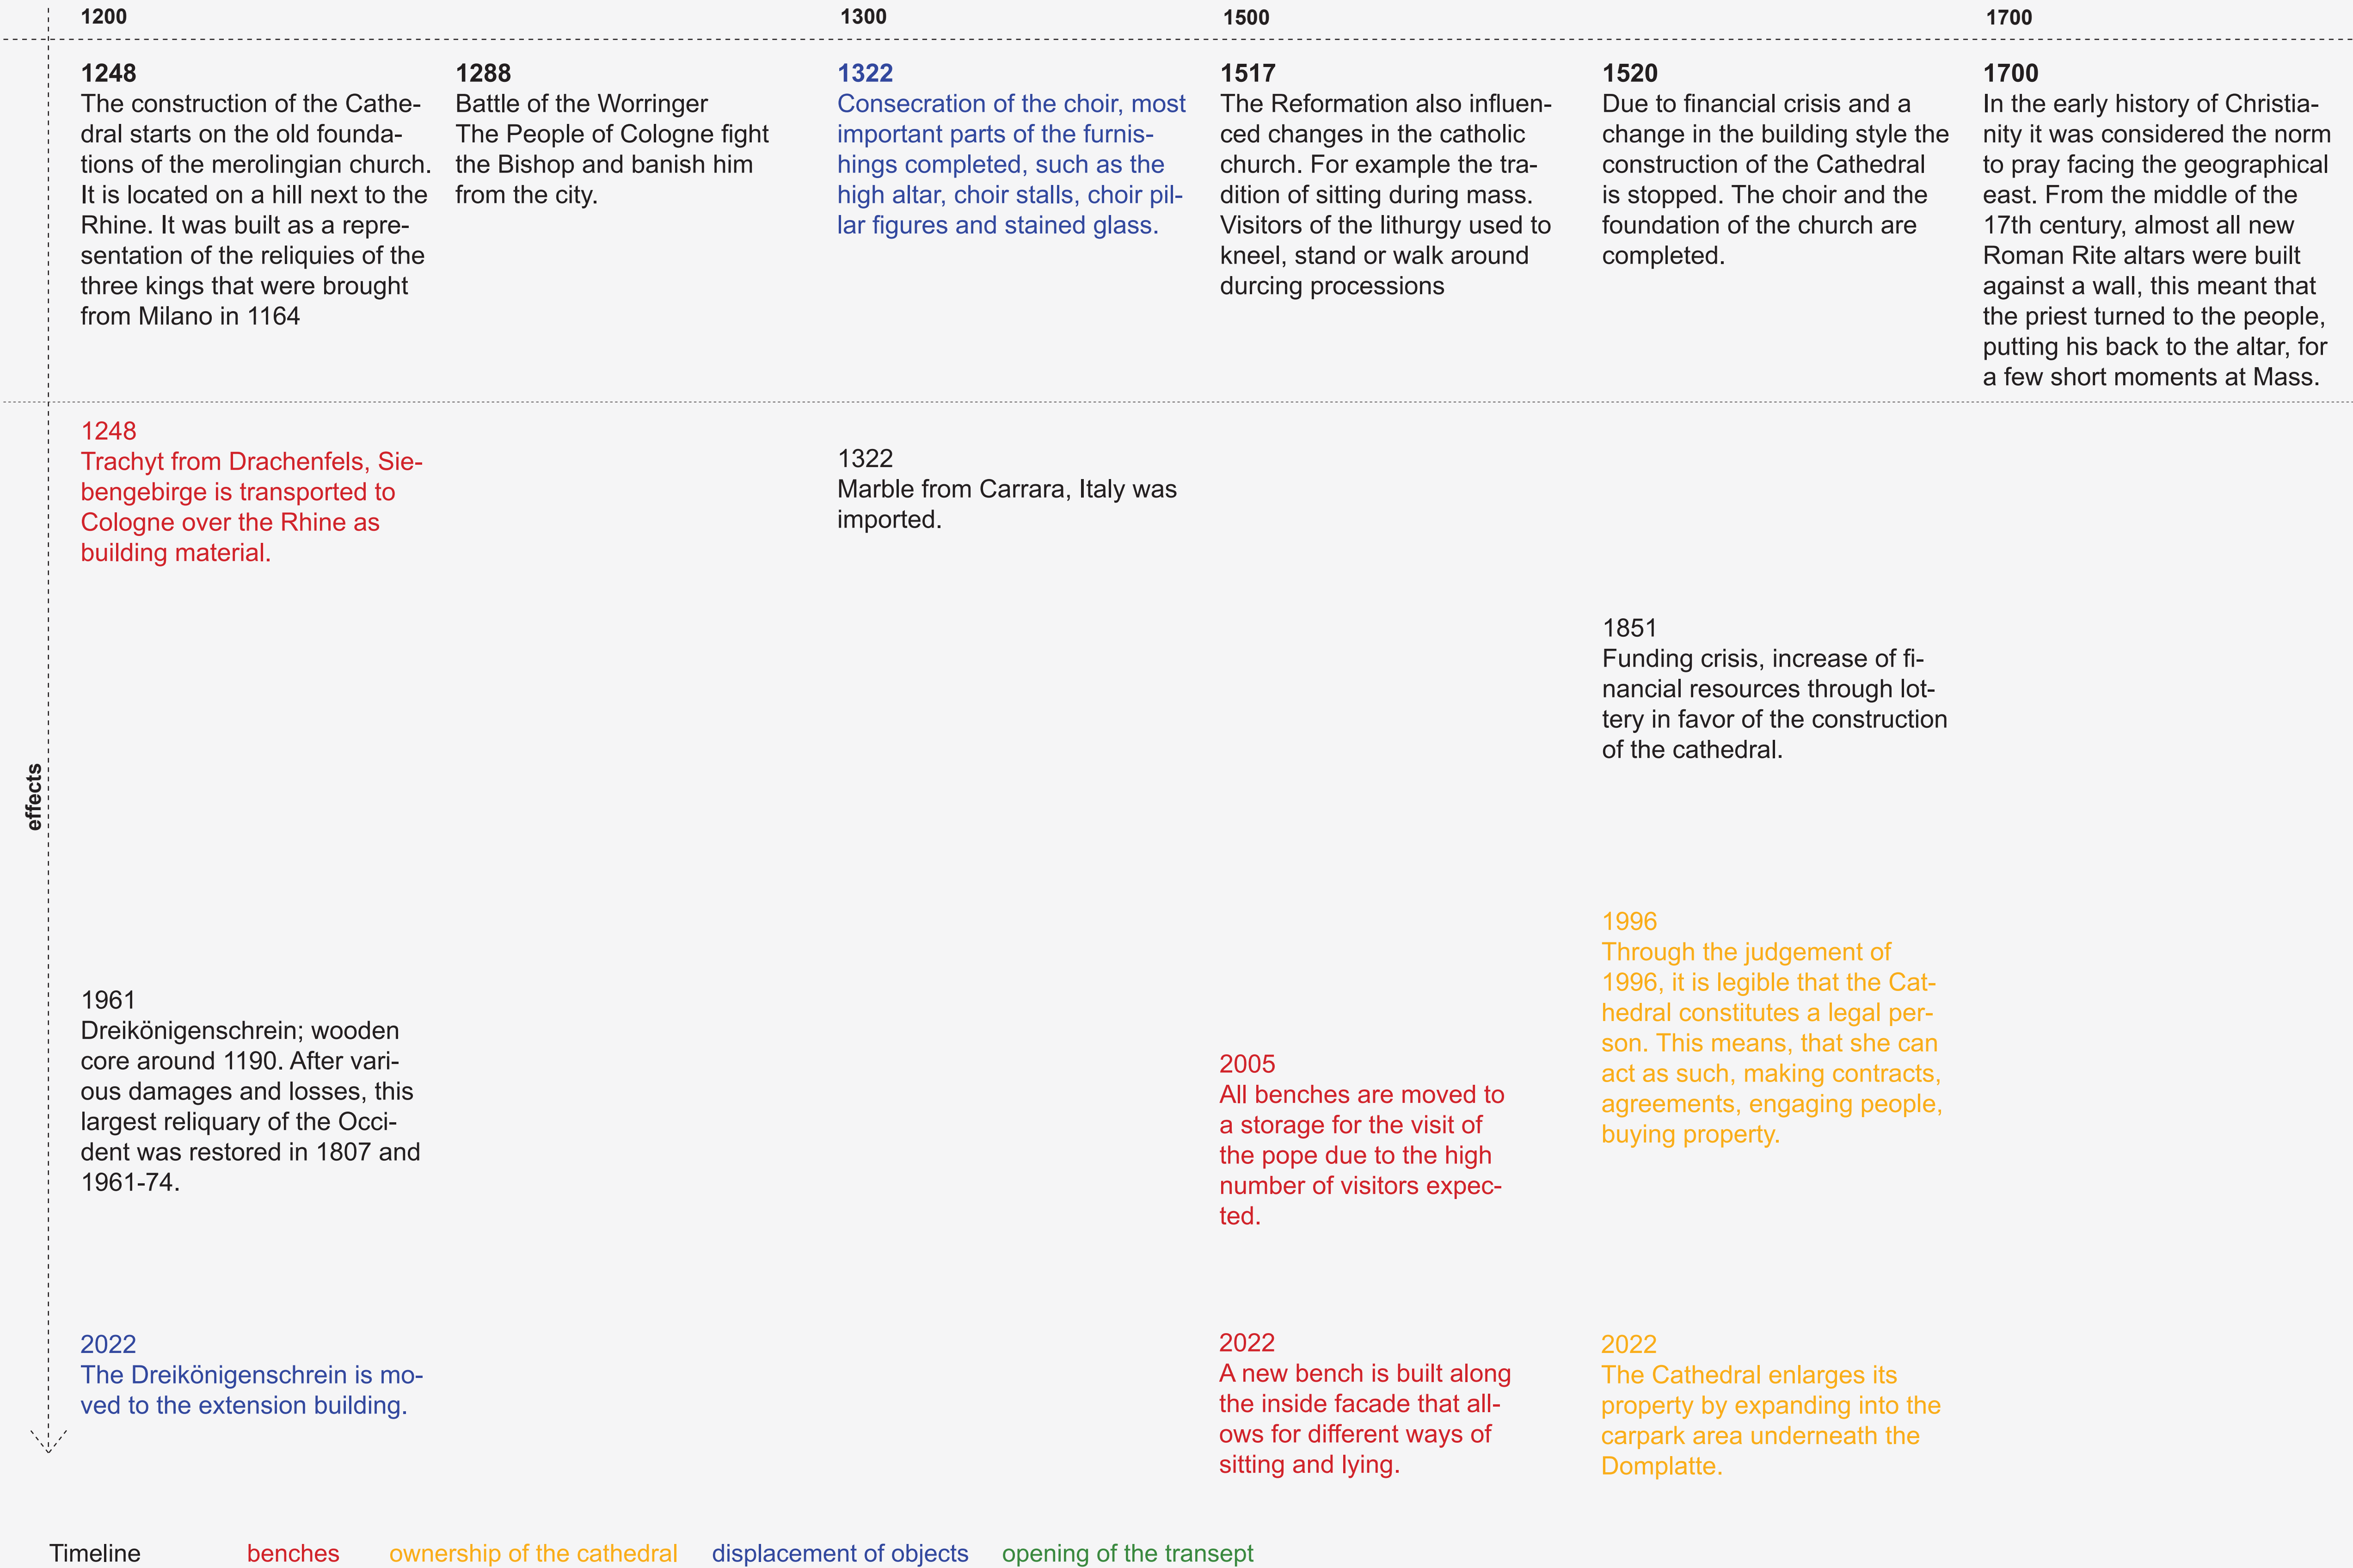 1200
1300
1500
1700
1248
The construction of the Cathe-
dral starts on the old founda-
tions of the merolingian church.
It is located on a hill next to the
Rhine. It was built as a repre-
sentation of the reliquies of the
three kings that were brought
from Milano in 1164
1288
Battle of the Worringer
The People of Cologne fight
the Bishop and banish him
from the city.
1322
Consecration of the choir, most
important parts of the furnis-
hings completed, such as the
high altar, choir stalls, choir pil-
lar figures and stained glass.
1517
The Reformation also influen-
ced changes in the catholic
church. For example the tra-
dition of sitting during mass.
Visitors of the lithurgy used to
kneel, stand or walk around
durcing processions
1520
Due to financial crisis and a
change in the building style the
construction of the Cathedral
is stopped. The choir and the
foundation of the church are
completed.
1700
In the early history of Christia-
nity it was considered the norm
to pray facing the geographical
east. From the middle of the
17th century, almost all new
Roman Rite altars were built
against a wall, this meant that
the priest turned to the people,
putting his back to the altar, for
a few short moments at Mass.
effects
1248
Trachyt from Drachenfels, Sie-
bengebirge is transported to
Cologne over the Rhine as
building material.
1961
Dreikönigenschrein; wooden
core around 1190. After vari-
ous damages and losses, this
largest reliquary of the Occi-
dent was restored in 1807 and
1961-74.
2022
The Dreikönigenschrein is mo-
ved to the extension building.
1322
Marble from Carrara, Italy was
imported.
2005
All benches are moved to
a storage for the visit of
the pope due to the high
number of visitors expec-
ted.
2022
A new bench is built along
the inside facade that all-
ows for different ways of
sitting and lying.
1851
Funding crisis, increase of fi-
nancial resources through lot-
tery in favor of the construction
of the cathedral.
1996
Through the judgement of
1996, it is legible that the Cat-
hedral constitutes a legal per-
son. This means, that she can
act as such, making contracts,
agreements, engaging people,
buying property.
2022
The Cathedral enlarges its
property by expanding into the
carpark area underneath the
Domplatte.
Timeline
benches
ownership of the cathedral
displacement of objects
opening of the transept